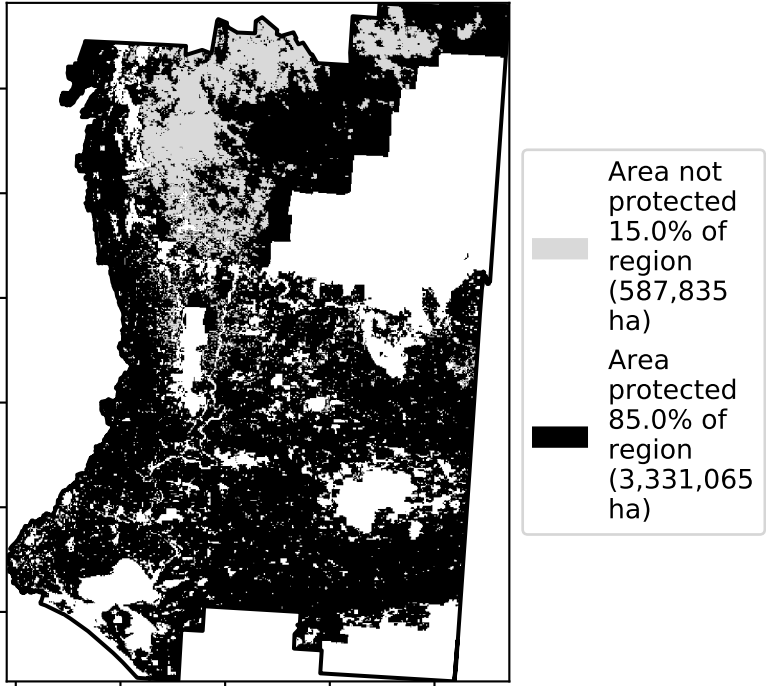 Area not
protected
15.0% of
region
(587,835
ha)
Area
protected
85.0% of
region
(3,331,065
ha)